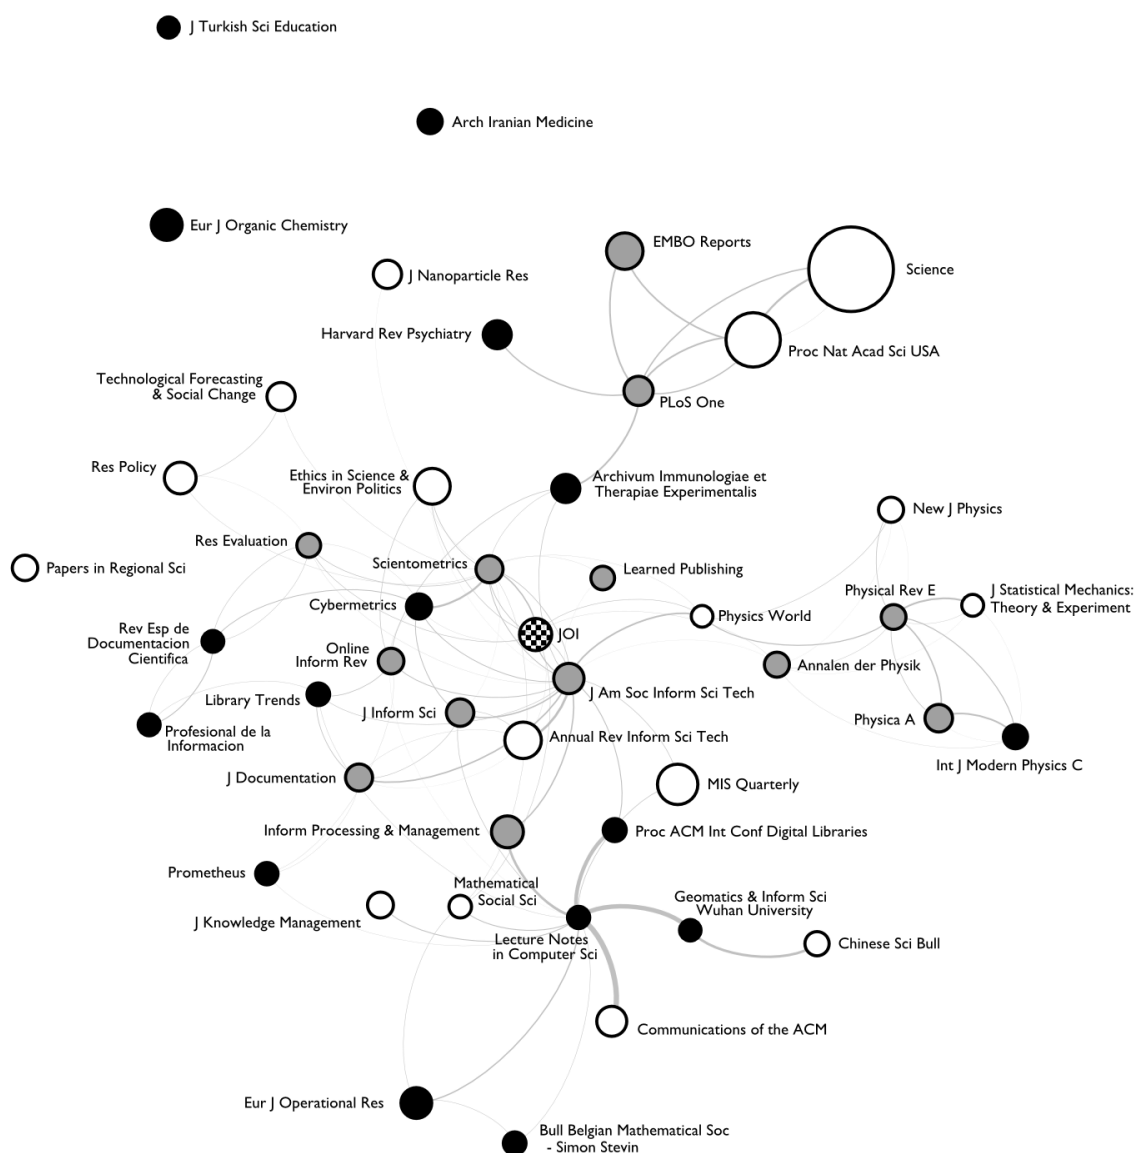 J Turkish Sci Education
Arch Iranian Medicine
Eur J Organic Chemistry
EMBO Reports
Science
J Nanoparticle Res
Harvard Rev Psychiatry
Proc Nat Acad Sci USA
Technological Forecasting
& Social Change
PLoS One
Res Policy
Ethics in Science &
Environ Politics
Archivum Immunologiae et
Therapiae Experimentalis
New J Physics
Res Evaluation
Scientometrics
Papers in Regional Sci
Learned Publishing
Physical Rev E
J Statistical Mechanics:
Theory & Experiment
Cybermetrics
Physics World
Rev Esp de
Documentacion
Cientifica
JOI
Online
Inform Rev
Annalen der Physik
Library Trends
J Am Soc Inform Sci Tech
J Inform Sci
Physica A
Profesional de la
Informacion
Annual Rev Inform Sci Tech
Int J Modern Physics C
J Documentation
MIS Quarterly
Inform Processing & Management
Proc ACM Int Conf Digital Libraries
Prometheus
Mathematical
Social Sci
Geomatics & Inform Sci
Wuhan University
J Knowledge Management
Lecture Notes
in Computer Sci
Chinese Sci Bull
Communications of the ACM
Eur J Operational Res
Bull Belgian Mathematical Soc
- Simon Stevin